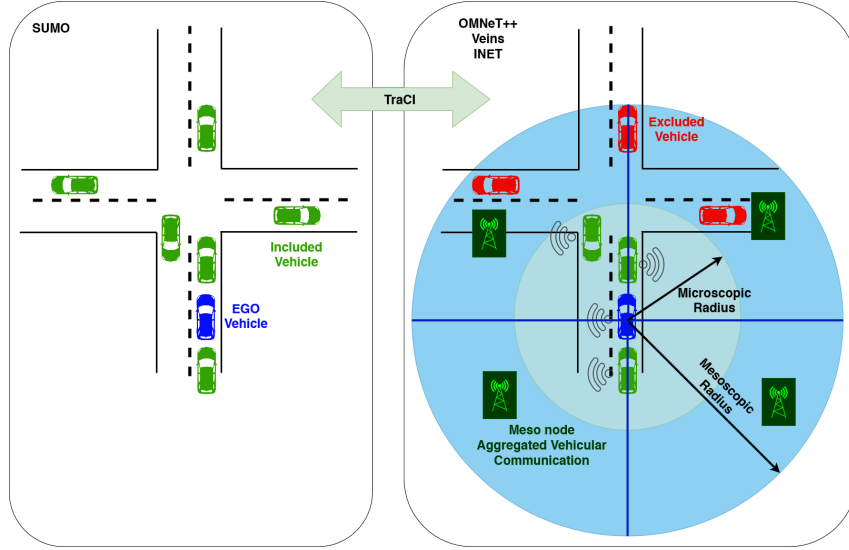 SUMO
OMNeT++
Veins
INET
TraCI
Excluded
Vehicle
Included
Vehicle
EGO
Vehicle
Microscopic
Radius
Mesoscopic
Radius
Meso node
Aggregated Vehicular
Communication